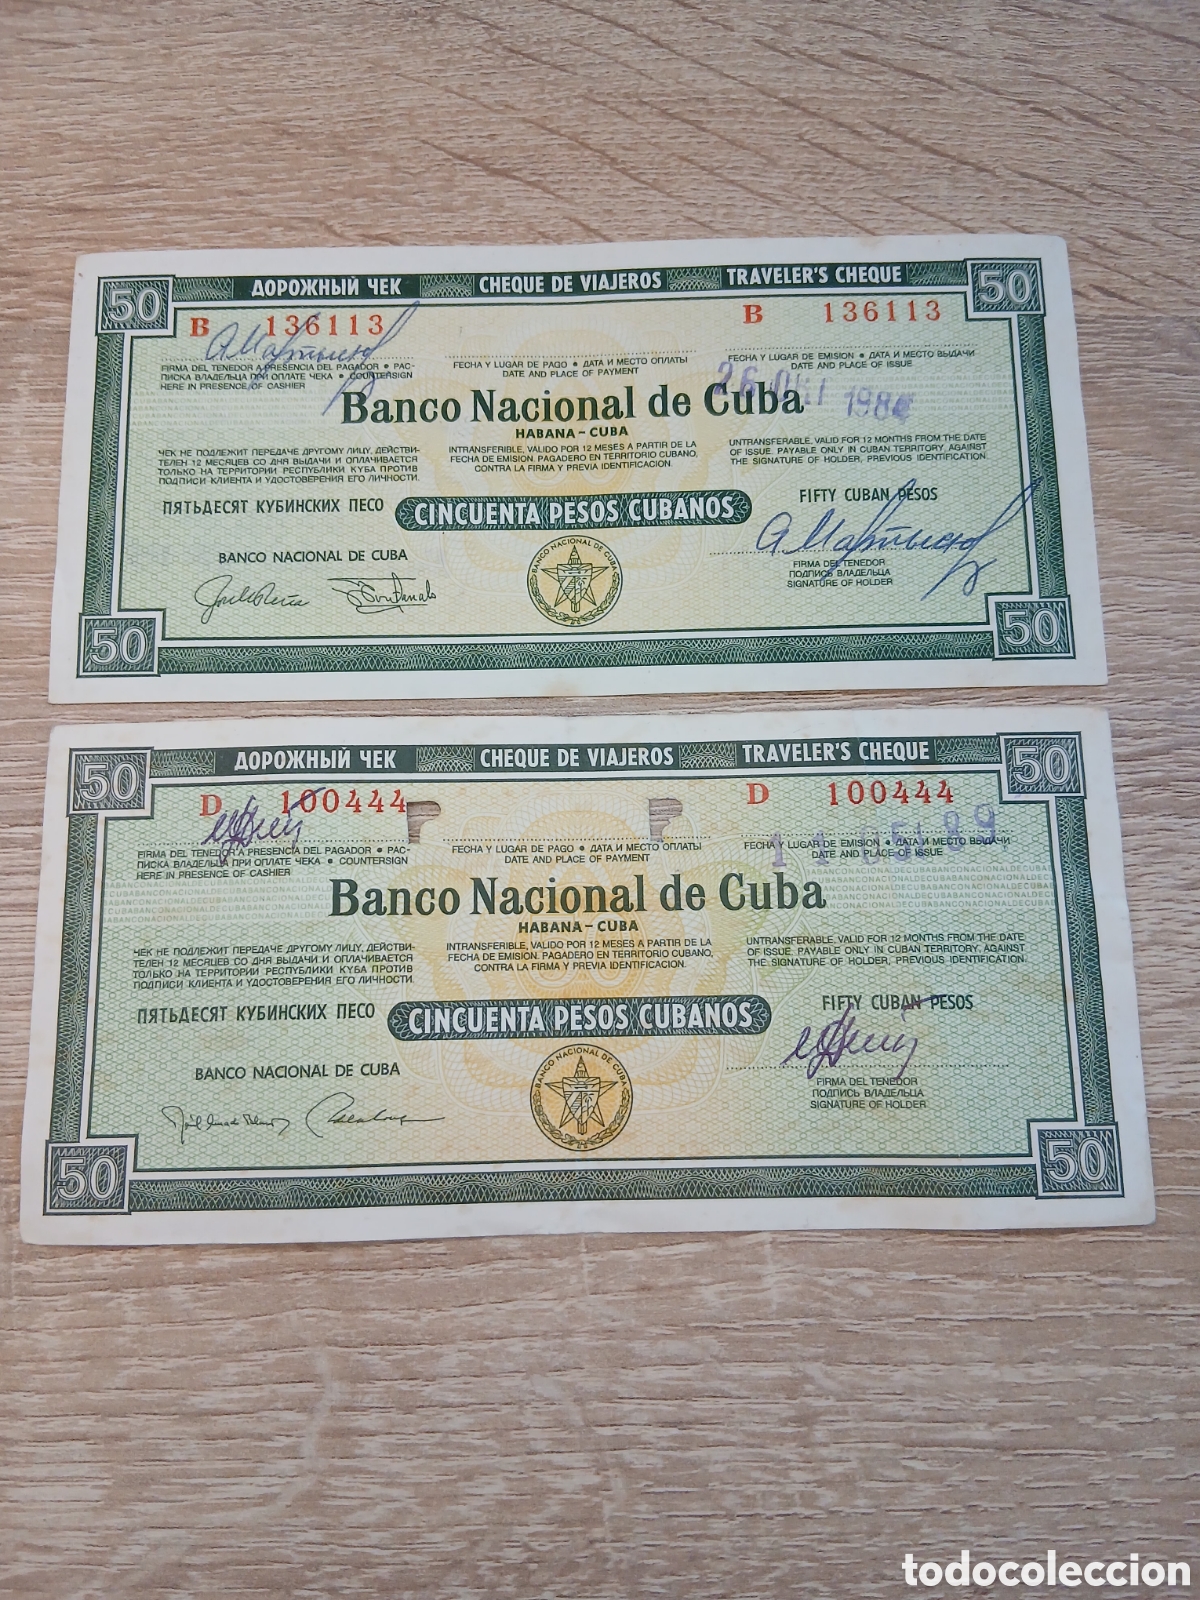 50 ДОРОЖНЫЙ ЧЕК CHEQUE DE VIAJEROS TRAVELER'S CHEQUE 50
B 136113 B 136113
FIRMA DEL TENEDOR A PRESENCIA DEL PAGADOR • РАС-
ПИСКА ВЛАДЕЛЬЦА ПРИ ОПЛАТЕ ЧЕКА • COUNTERSIGN
HERE IN PRESENCE OF CASHIER
FECHA Y LUGAR DE PAGO • ДАТА И МЕСТО ОПЛАТЫ
DATE AND PLACE OF PAYMENT
FECHA Y LUGAR DE EMISION • ДАТА И МЕСТО ВЫДАЧИ
DATE AND PLACE OF ISSUE
Banco Nacional de Cuba
HABANA – CUBA
ЧЕК НЕ ПОДЛЕЖИТ ПЕРЕДАЧЕ ДРУГОМУ ЛИЦУ, ДЕЙСТВИ-
ТЕЛЕН 12 МЕСЯЦЕВ СО ДНЯ ВЫДАЧИ И ОПЛАЧИВАЕТСЯ
ТОЛЬКО НА ТЕРРИТОРИИ РЕСПУБЛИКИ КУБА ПРОТИВ
ПОДПИСИ КЛИЕНТА И УДОСТОВЕРЕНИЯ ЕГО ЛИЧНОСТИ.
INTRANSFERIBLE, VALIDO POR 12 MESES A PARTIR DE LA
FECHA DE EMISION. PAGADERO EN TERRITORIO CUBANO,
CONTRA LA FIRMA Y PREVIA IDENTIFICACION.
UNTRANSFERABLE, VALID FOR 12 MONTHS FROM THE DATE
OF ISSUE. PAYABLE ONLY IN CUBAN TERRITORY, AGAINST
THE SIGNATURE OF HOLDER, PREVIOUS IDENTIFICATION.
ПЯТЬДЕСЯТ КУБИНСКИХ ПЕСО CINCUENTA PESOS CUBANOS FIFTY CUBAN PESOS
BANCO NACIONAL DE CUBA
BANCO NACIONAL DE CUBA
FIRMA DEL TENEDOR
ПОДПИСЬ ВЛАДЕЛЬЦА
SIGNATURE OF HOLDER
50 50
50 ДОРОЖНЫЙ ЧЕК CHEQUE DE VIAJEROS TRAVELER'S CHEQUE 50
D 100444 D 100444
FIRMA DEL TENEDOR A PRESENCIA DEL PAGADOR • РАС-
ПИСКА ВЛАДЕЛЬЦА ПРИ ОПЛАТЕ ЧЕКА • COUNTERSIGN
HERE IN PRESENCE OF CASHIER
FECHA Y LUGAR DE PAGO • ДАТА И МЕСТО ОПЛАТЫ
DATE AND PLACE OF PAYMENT
FECHA Y LUGAR DE EMISION • ДАТА И МЕСТО ВЫДАЧИ
DATE AND PLACE OF ISSUE
Banco Nacional de Cuba
HABANA – CUBA
ЧЕК НЕ ПОДЛЕЖИТ ПЕРЕДАЧЕ ДРУГОМУ ЛИЦУ, ДЕЙСТВИ-
ТЕЛЕН 12 МЕСЯЦЕВ СО ДНЯ ВЫДАЧИ И ОПЛАЧИВАЕТСЯ
ТОЛЬКО НА ТЕРРИТОРИИ РЕСПУБЛИКИ КУБА ПРОТИВ
ПОДПИСИ КЛИЕНТА И УДОСТОВЕРЕНИЯ ЕГО ЛИЧНОСТИ.
INTRANSFERIBLE, VALIDO POR 12 MESES A PARTIR DE LA
FECHA DE EMISION. PAGADERO EN TERRITORIO CUBANO,
CONTRA LA FIRMA Y PREVIA IDENTIFICACION.
UNTRANSFERABLE, VALID FOR 12 MONTHS FROM THE DATE
OF ISSUE. PAYABLE ONLY IN CUBAN TERRITORY, AGAINST
THE SIGNATURE OF HOLDER, PREVIOUS IDENTIFICATION.
ПЯТЬДЕСЯТ КУБИНСКИХ ПЕСО CINCUENTA PESOS CUBANOS FIFTY CUBAN PESOS
BANCO NACIONAL DE CUBA
BANCO NACIONAL DE CUBA
FIRMA DEL TENEDOR
ПОДПИСЬ ВЛАДЕЛЬЦА
SIGNATURE OF HOLDER
50 50
todocoleccion